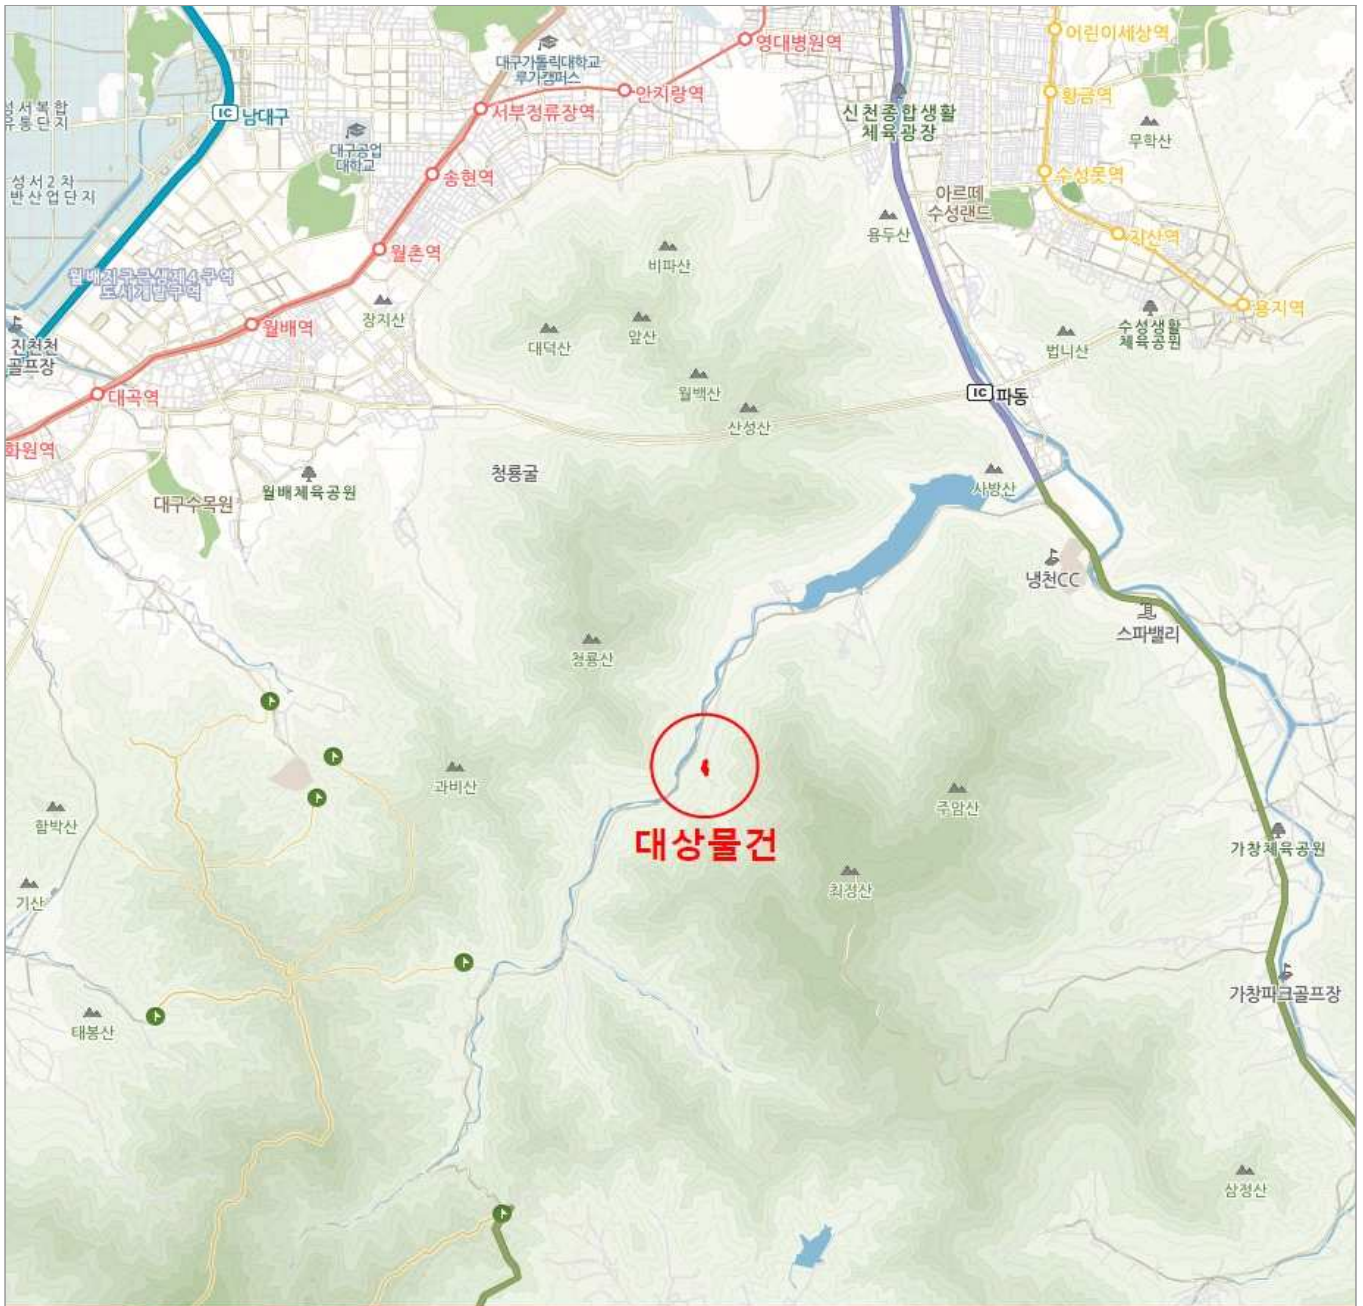 어린이세상역
영대병원역
대구가톨릭대학교
루가캠퍼스
안지랑역
황금역
성서복합
유통단지
IC 남대구
서부정류장역
신천종합생활
체육광장
무학산
대구공업
대학교
송현역
수성못역
성서2차
반산업단지
아르떼
수성랜드
용두산
지산역
월촌역
비파산
월배지구근생제4구역
도시개발구역
용지역
장지산
월배역
대덕산
앞산
수성생활
체육공원
법니산
진천천
골프장
월백산
대곡역
IC 파동
산성산
화원역
청룡굴
사방산
월배체육공원
대구수목원
냉천CC
스파밸리
청룡산
과비산
주암산
함박산
대상물건
가창체육공원
최정산
기산
가창파크골프장
태봉산
삼정산